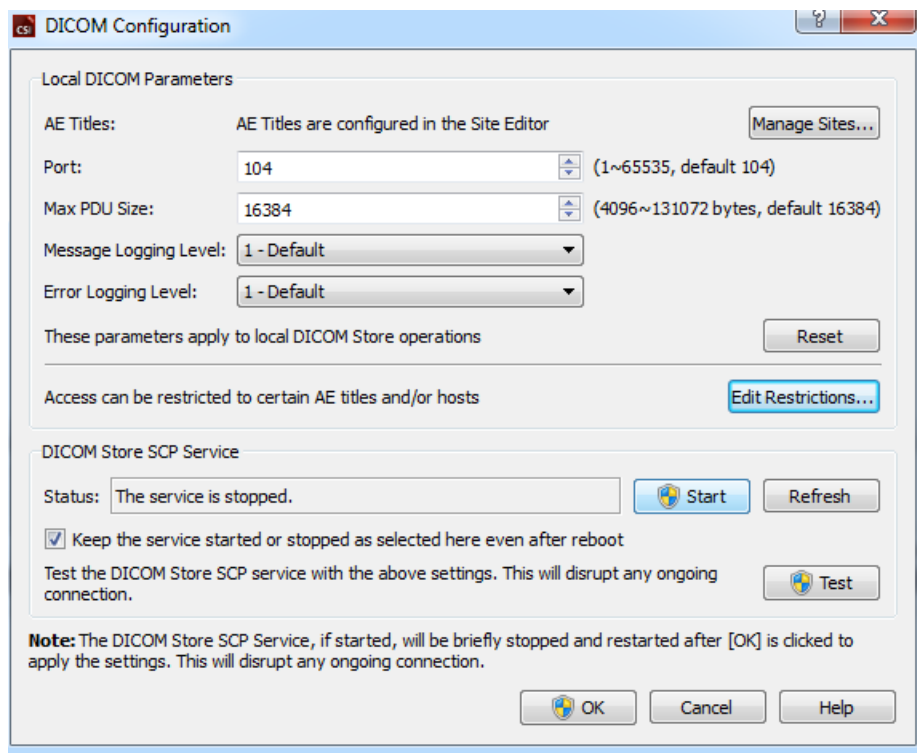 CSI DICOM Configuration
Local DICOM Parameters
AE Titles: AE Titles are configured in the Site Editor Manage Sites...
Port: 104 (1~65535, default 104)
Max PDU Size: 16384 (4096~131072 bytes, default 16384)
Message Logging Level: 1 - Default
Error Logging Level: 1 - Default
These parameters apply to local DICOM Store operations Reset
Access can be restricted to certain AE titles and/or hosts Edit Restrictions...
DICOM Store SCP Service
Status: The service is stopped. Start Refresh
Keep the service started or stopped as selected here even after reboot
Test the DICOM Store SCP service with the above settings. This will disrupt any ongoing
connection. Test
Note: The DICOM Store SCP Service, if started, will be briefly stopped and restarted after [OK] is clicked to
apply the settings. This will disrupt any ongoing connection.
OK Cancel Help